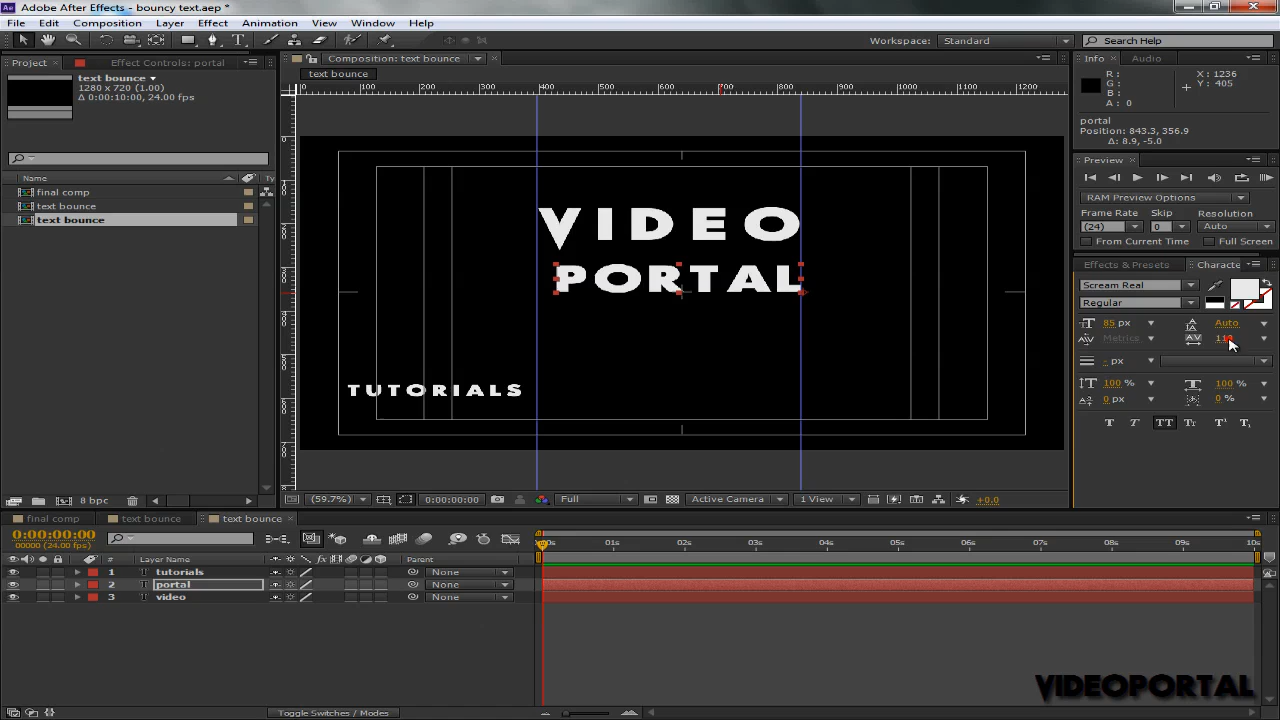 Adobe After Effects - bouncy text.aep *
File Edit Composition Layer Effect Animation View Window Help
Workspace: Standard Search Help
Project Effect Controls: portal
Composition: text bounce
Info Audio
text bounce
1280 x 720 (1.00)
Δ 0:00:10:00, 24.00 fps
text bounce
R:
G:
B:
A: 0
X: 1236
Y: 405
portal
Position: 843.3, 356.9
Δ: 8.9, -5.0
Preview
RAM Preview Options
Frame Rate Skip Resolution
(24) 0 Auto
From Current Time Full Screen
Name
final comp
text bounce
text bounce
VIDEO
PORTAL
TUTORIALS
Effects & Presets Characte
Scream Real
Regular
85 px Auto
Metrics
- px
100 % 100 %
0 px 0 %
T T TT Tr T¹ T₁
8 bpc
(59.7%) 0:00:00:00 Full Active Camera 1 View +0.0
final comp text bounce text bounce
0:00:00:00
00000 (24.00 fps)
# Layer Name Parent
02s 03s 04s 05s 06s 07s 08s 09s 10s
1 tutorials None
2 portal None
3 video None
Toggle Switches / Modes
VIDEOPORTAL